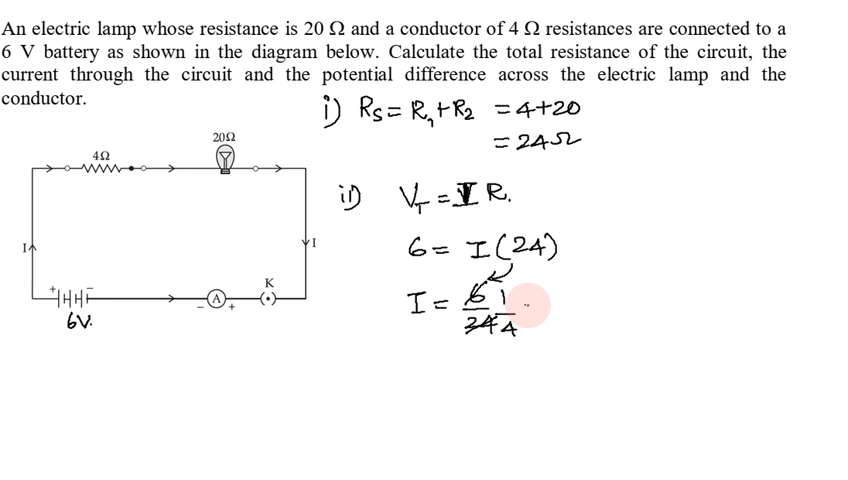 An electric lamp whose resistance is 20 Ω and a conductor of 4 Ω resistances are connected to a
6 V battery as shown in the diagram below. Calculate the total resistance of the circuit, the
current through the circuit and the potential difference across the electric lamp and the
conductor.
i) Rs = R1 + R2 = 4+20
= 24Ω
20Ω
4Ω
ii) VT = I R.
6 = I (24)
I
I
K
I = 6/24 1/4
+ −
A
− +
6V.